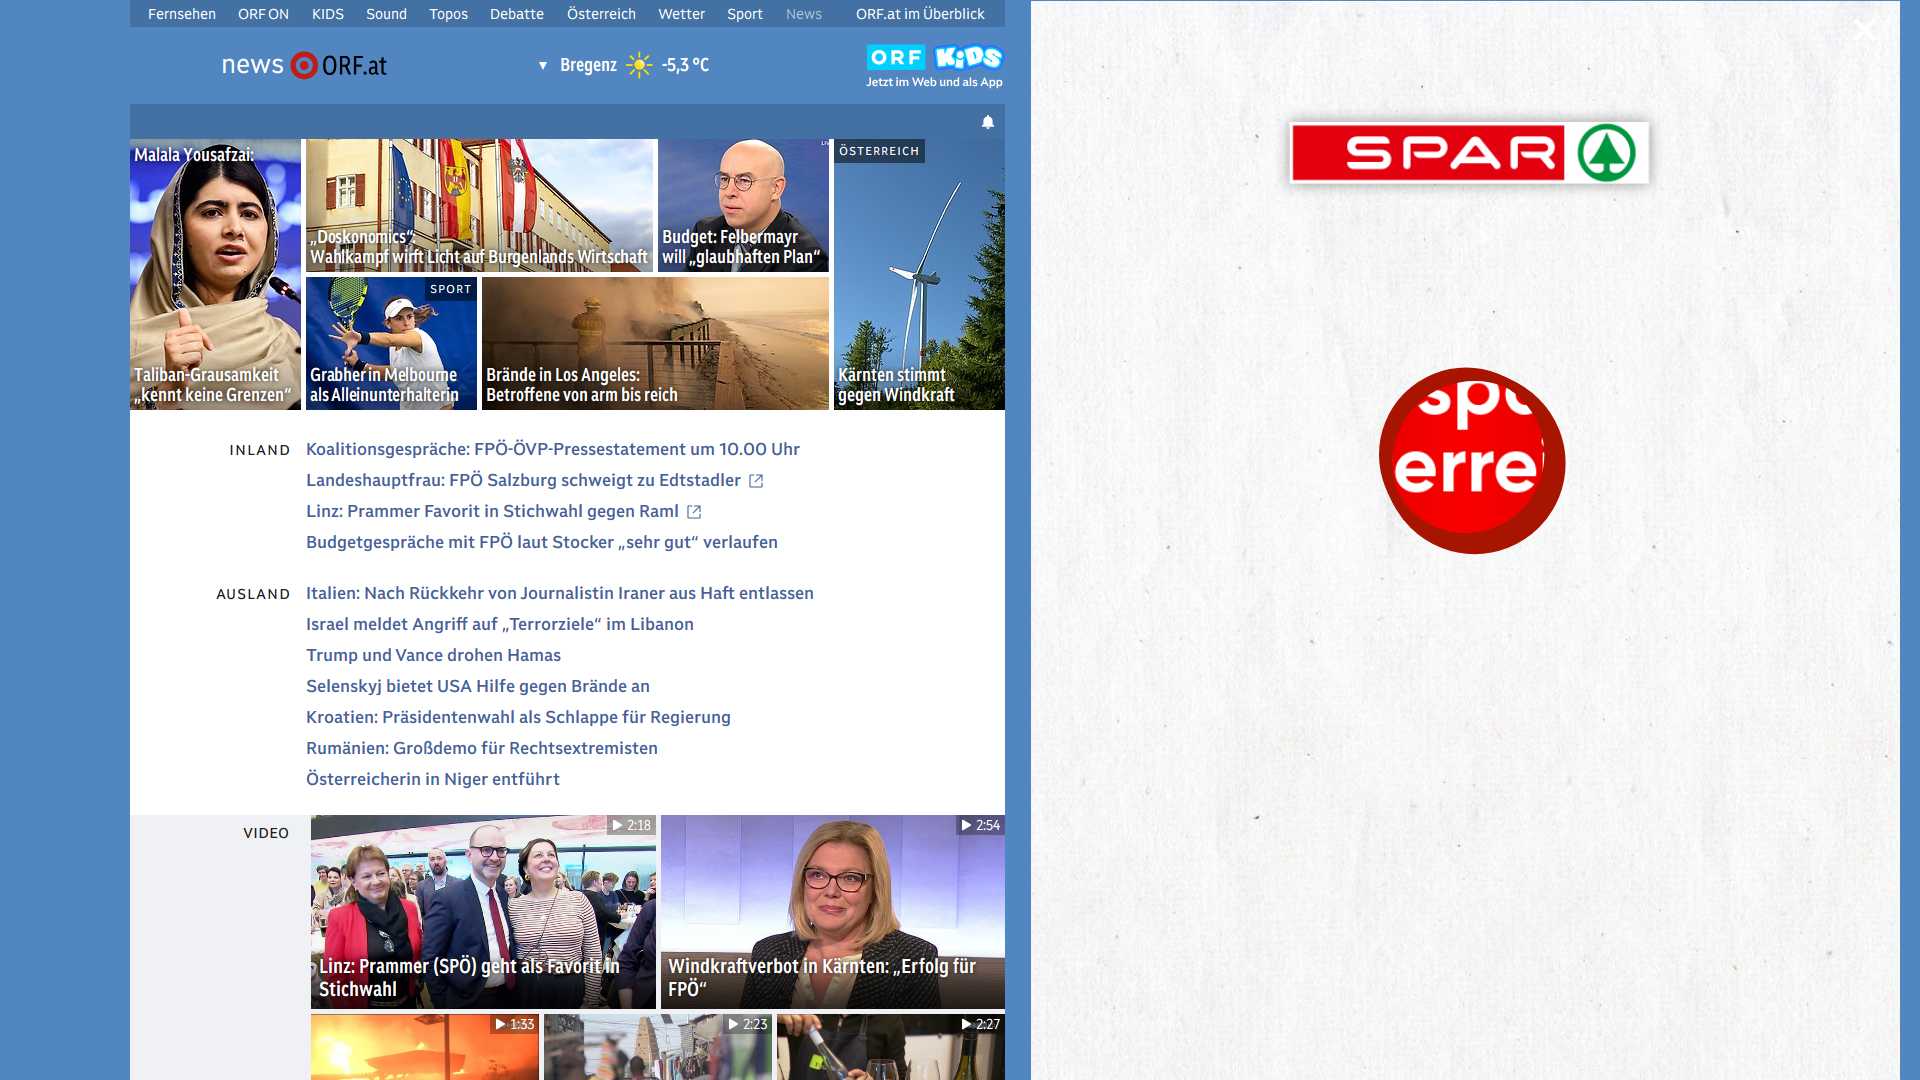 Fernsehen ORF ON KIDS Sound Topos Debatte Österreich Wetter Sport News ORF.at im Überblick
news ORF.at
▼ Bregenz -5,3 °C
ORF KiDS
Jetzt im Web und als App
Malala Yousafzai:
Taliban-Grausamkeit
„kennt keine Grenzen“
„Doskonomics“:
Wahlkampf wirft Licht auf Burgenlands Wirtschaft
Budget: Felbermayr
will „glaubhaften Plan“
ÖSTERREICH
Kärnten stimmt
gegen Windkraft
SPORT
Grabher in Melbourne
als Alleinunterhalterin
Brände in Los Angeles:
Betroffene von arm bis reich
INLAND
Koalitionsgespräche: FPÖ-ÖVP-Pressestatement um 10.00 Uhr
Landeshauptfrau: FPÖ Salzburg schweigt zu Edtstadler
Linz: Prammer Favorit in Stichwahl gegen Raml
Budgetgespräche mit FPÖ laut Stocker „sehr gut“ verlaufen
AUSLAND
Italien: Nach Rückkehr von Journalistin Iraner aus Haft entlassen
Israel meldet Angriff auf „Terrorziele“ im Libanon
Trump und Vance drohen Hamas
Selenskyj bietet USA Hilfe gegen Brände an
Kroatien: Präsidentenwahl als Schlappe für Regierung
Rumänien: Großdemo für Rechtsextremisten
Österreicherin in Niger entführt
VIDEO
2:18
Linz: Prammer (SPÖ) geht als Favorit in
Stichwahl
2:54
Windkraftverbot in Kärnten: „Erfolg für
FPÖ“
1:33
2:23
2:27
SPAR
spa
erre